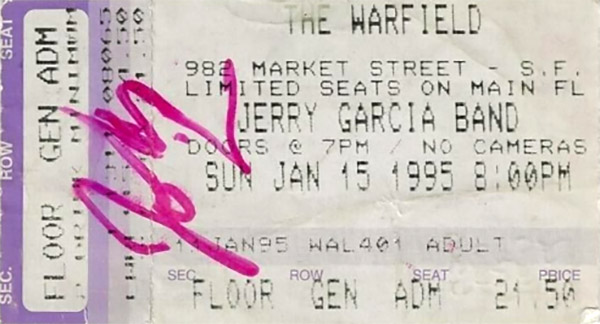 THE WARFIELD
982 MARKET STREET - S.F.
LIMITED SEATS ON MAIN FL
JERRY GARCIA BAND
DOORS @ 7PM / NO CAMERAS
SUN JAN 15 1995 8:00PM
14JAN95 WAL401 ADULT
SEC. ROW SEAT PRICE
FLOOR GEN ADM 21.50
SEC. ROW SEAT
FLOOR GEN ADM
MINIMUM